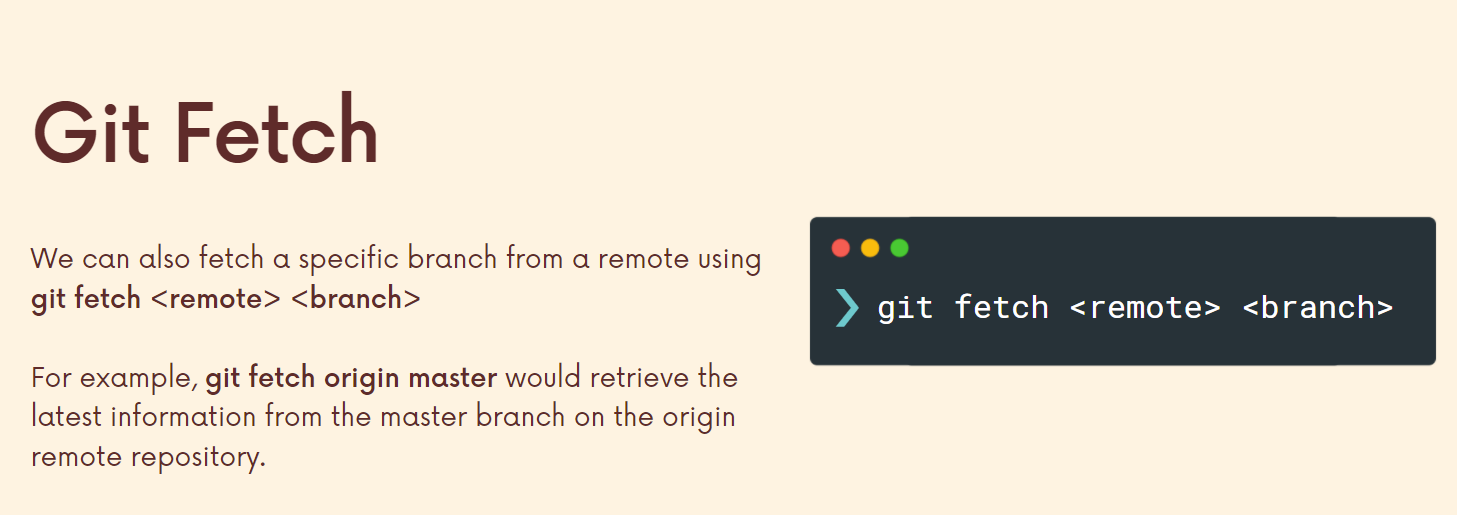 Git Fetch
We can also fetch a specific branch from a remote using
git fetch <remote> <branch>
For example, git fetch origin master would retrieve the
latest information from the master branch on the origin
remote repository.
❯ git fetch <remote> <branch>